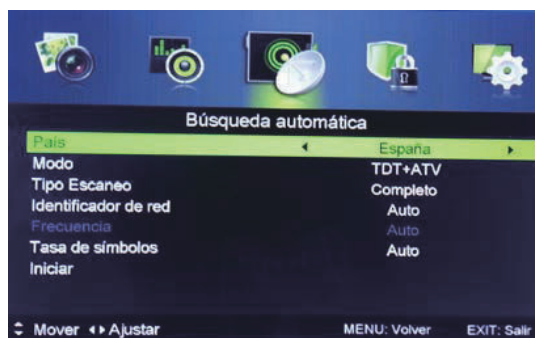 Búsqueda automática
País España
Modo TDT+ATV
Tipo Escaneo Completo
Identificador de red Auto
Frecuencia Auto
Tasa de símbolos Auto
Iniciar
Mover Ajustar MENU: Volver EXIT: Salir